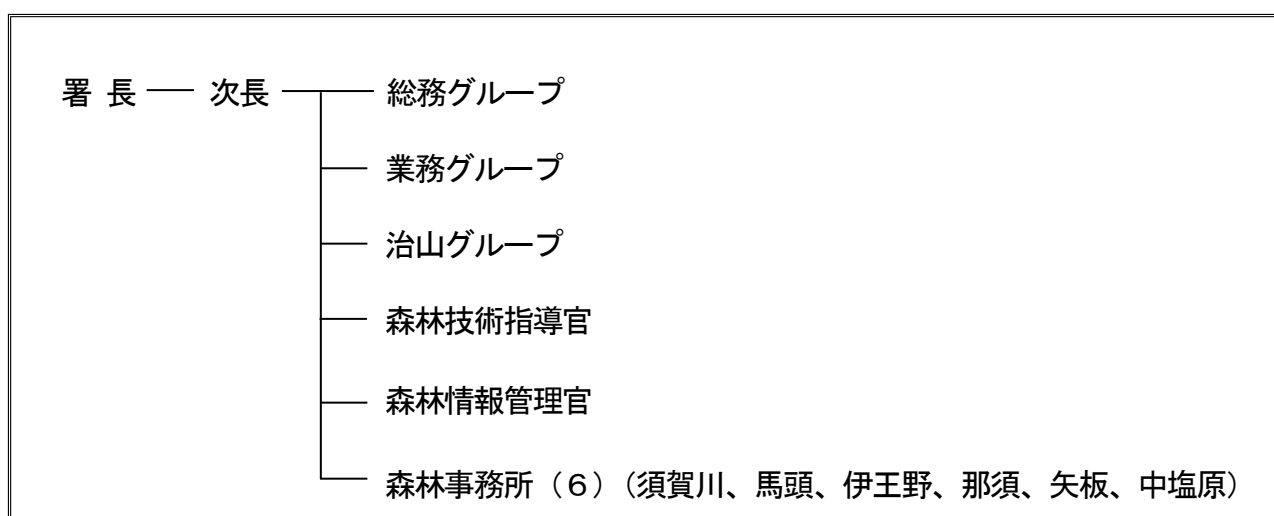 署 長 次長 総務グループ
業務グループ
治山グループ
森林技術指導官
森林情報管理官
森林事務所（６）（須賀川、馬頭、伊王野、那須、矢板、中塩原）